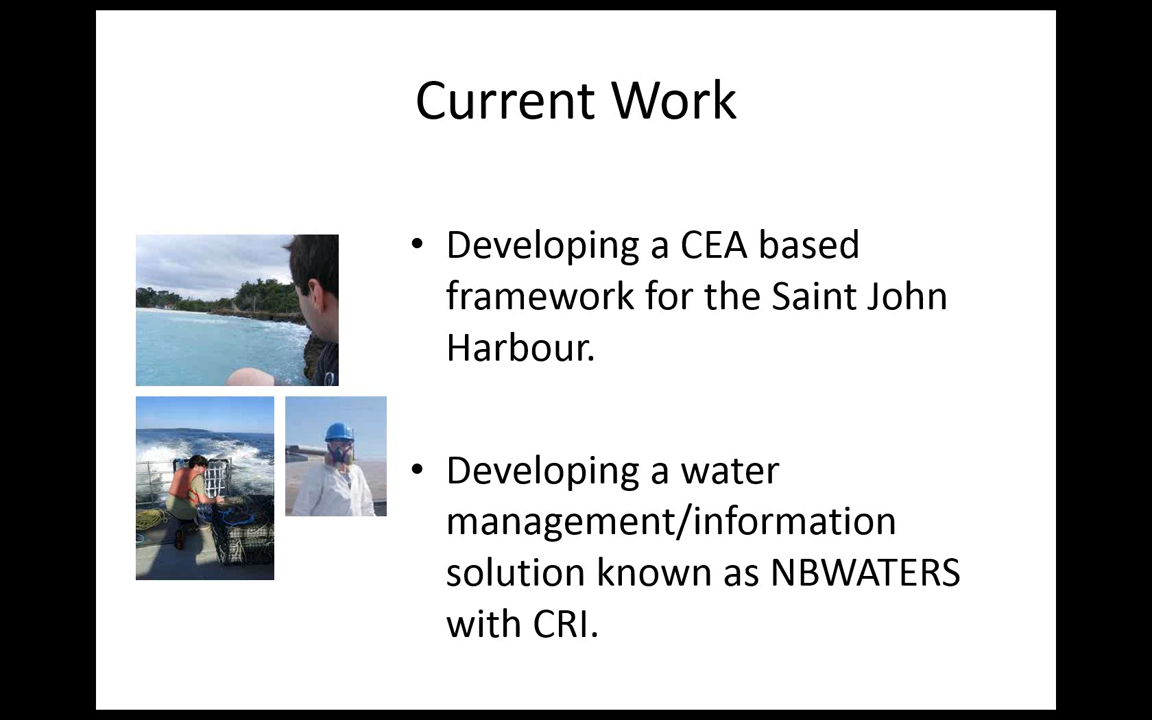 Current Work
• Developing a CEA based
framework for the Saint John
Harbour.
• Developing a water
management/information
solution known as NBWATERS
with CRI.